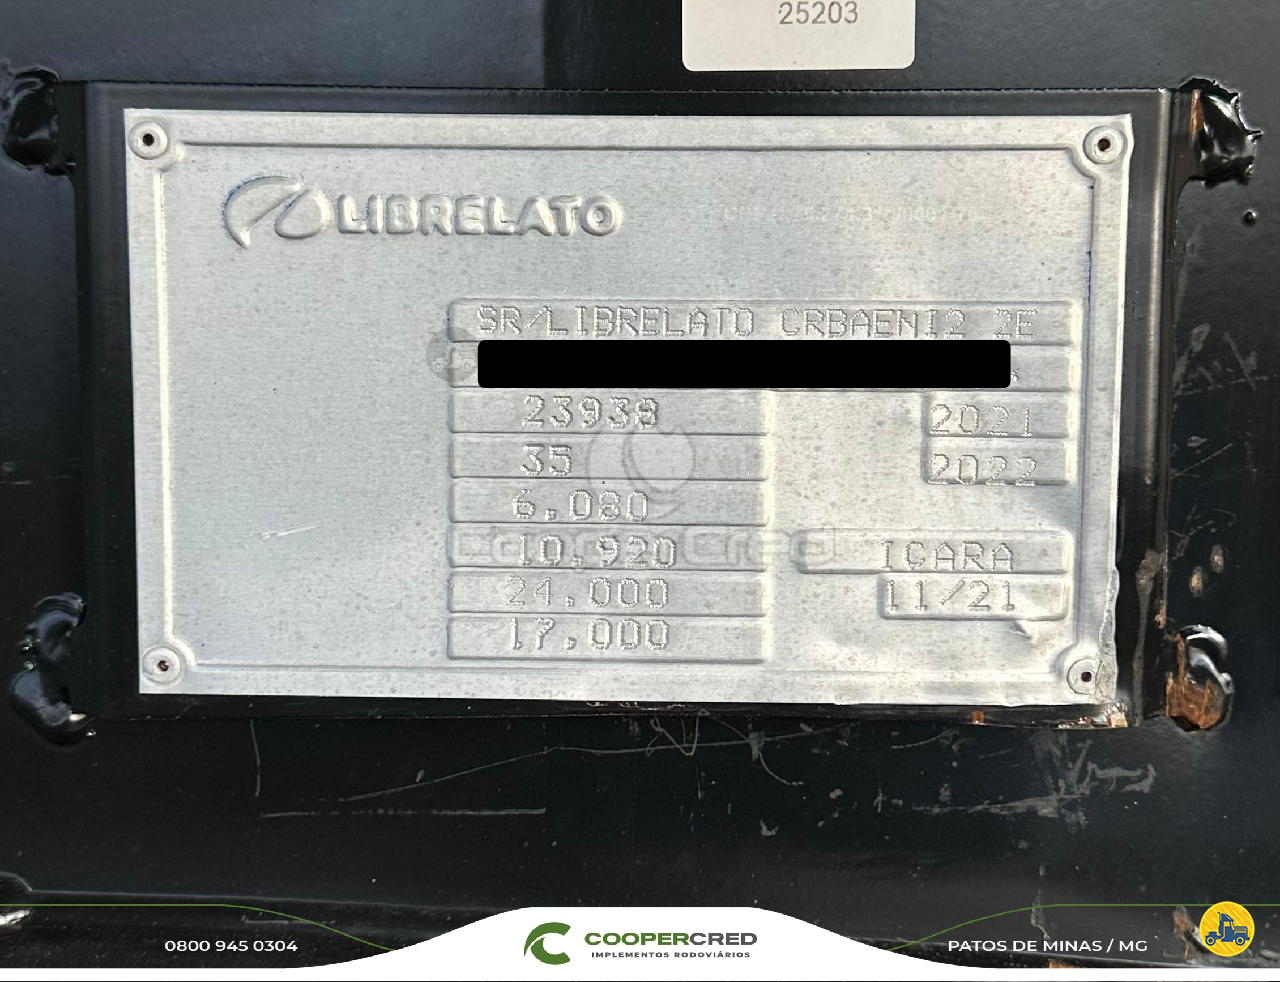 25203
LIBRELATO
SR/LIBRELATO CRBAENI2 2E
23938
2021
35
2022
6.080
CooperCred
10.920
IÇARA
24.000
11/21
17.000
0800 945 0304
COOPERCRED
IMPLEMENTOS RODOVIÁRIOS
PATOS DE MINAS / MG